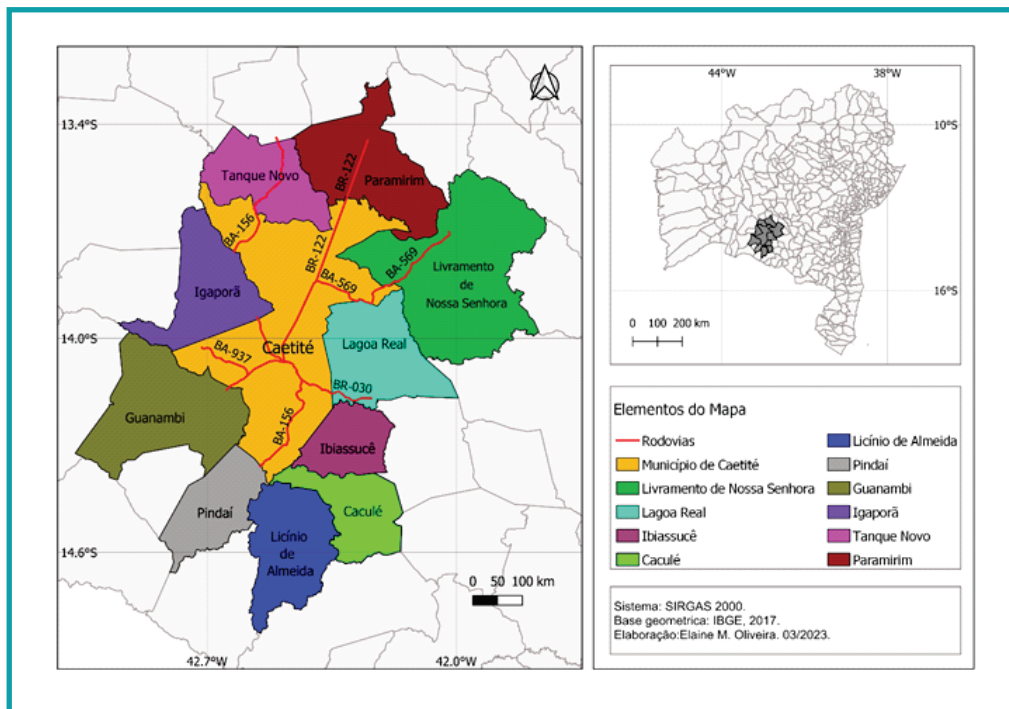 13.4°S
14.0°S
14.6°S
42.7°W
42.0°W
Tanque Novo
Paramirim
BR-122
BA-156
BR-122
BA-569
BA-569
Livramento
de
Nossa Senhora
Igaporã
Caetité
Lagoa Real
BA-937
BR-030
Guanambi
BA-156
Ibiassucê
Pindaí
Caculé
Licínio
de
Almeida
0 50 100 km
44°W
38°W
10°S
16°S
0 100 200 km
Elementos do Mapa
Rodovias
Município de Caetité
Livramento de Nossa Senhora
Lagoa Real
Ibiassucê
Caculé
Licínio de Almeida
Pindaí
Guanambi
Igaporã
Tanque Novo
Paramirim
Sistema: SIRGAS 2000.
Base geometrica: IBGE, 2017.
Elaboração:Elaine M. Oliveira. 03/2023.